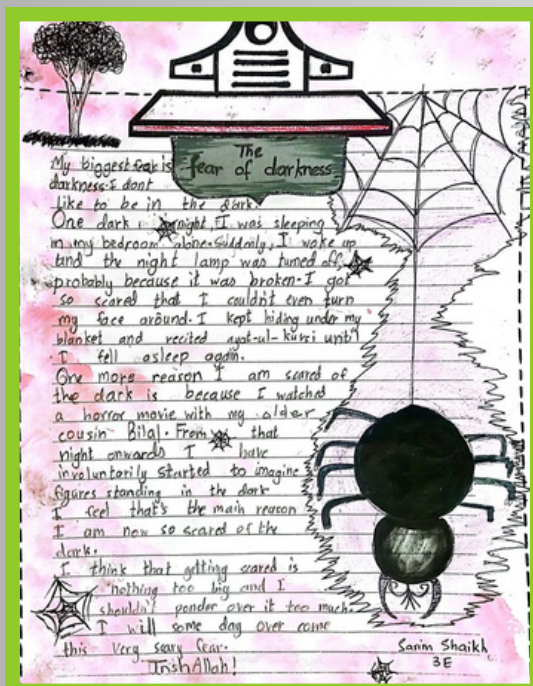 The
fear of darkness
My biggest fear is
darkness. I dont
like to be in the dark.
One dark night, I was sleeping
in my bedroom alone. Suddenly, I woke up
and the night lamp was turned off,
probably because it was broken. I got
so scared that I couldn't even turn
my face around. I kept hiding under my
blanket and recited ayat-ul-kursi until
I fell asleep again.
One more reason I am scared of
the dark is because I watched
a horror movie with my older
cousin Bilal. From that
night onwards I have
involuntarily started to imagine
figures standing in the dark
I feel that's the main reason
I am now so scared of the
dark.
I think that getting scared is
nothing too big and I
shouldn't ponder over it too much.
I will some day over come
this very scary fear.
InshAllah!
Sarim Shaikh
3E